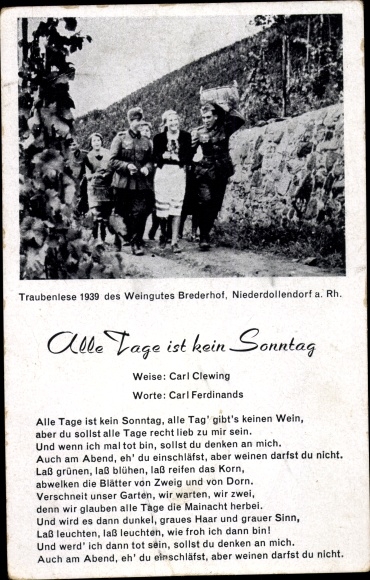 Traubenlese 1939 des Weingutes Brederhof, Niederdollendorf a. Rh.
Alle Tage ist kein Sonntag
Weise: Carl Clewing
Worte: Carl Ferdinands
Alle Tage ist kein Sonntag, alle Tag' gibt's keinen Wein,
aber du sollst alle Tage recht lieb zu mir sein.
Und wenn ich mal tot bin, sollst du denken an mich.
Auch am Abend, eh' du einschläfst, aber weinen darfst du nicht.
Laß grünen, laß blühen, laß reifen das Korn,
abwelken die Blätter von Zweig und von Dorn.
Verschneit unser Garten, wir warten, wir zwei,
denn wir glauben alle Tage die Mainacht herbei.
Und wird es dann dunkel, graues Haar und grauer Sinn,
Laß leuchten, laß leuchten, wie froh ich dann bin!
Und werd' ich dann tot sein, sollst du denken an mich.
Auch am Abend, eh' du einschläfst, aber weinen darfst du nicht.